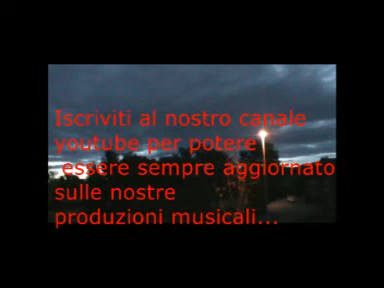 Iscriviti al nostro canale
youtube per potere
essere sempre aggiornato
sulle nostre
produzioni musicali...